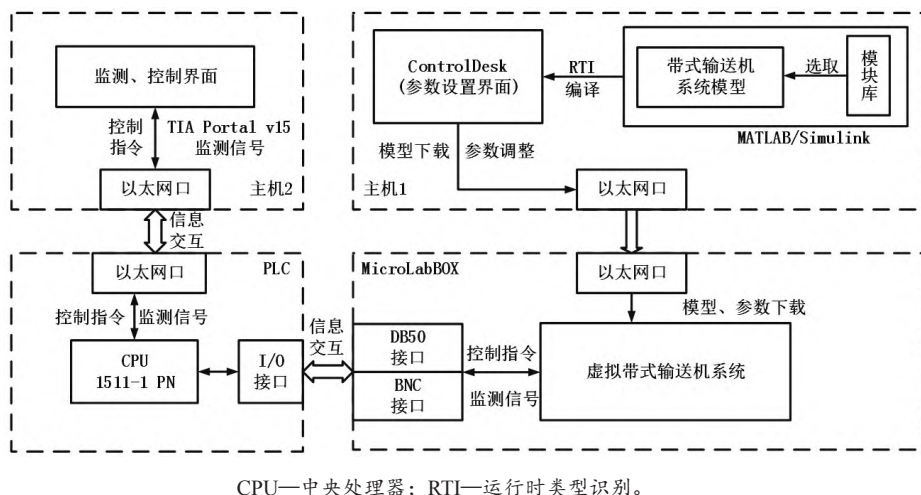 监测、控制界面
控制
指令
TIA Portal v15
监测信号
以太网口
主机2
信息
交互
ControlDesk
(参数设置界面)
RTI
编译
带式输送机
系统模型
选取
模块库
MATLAB/Simulink
模型下载
参数调整
主机1
以太网口
以太网口
PLC
控制指令
监测信号
CPU
1511-1 PN
I/O
接口
信息
交互
MicroLabBOX
以太网口
模型、参数下载
DB50
接口
BNC
接口
控制指令
监测信号
虚拟带式输送机系统
CPU—中央处理器；RTI—运行时类型识别。